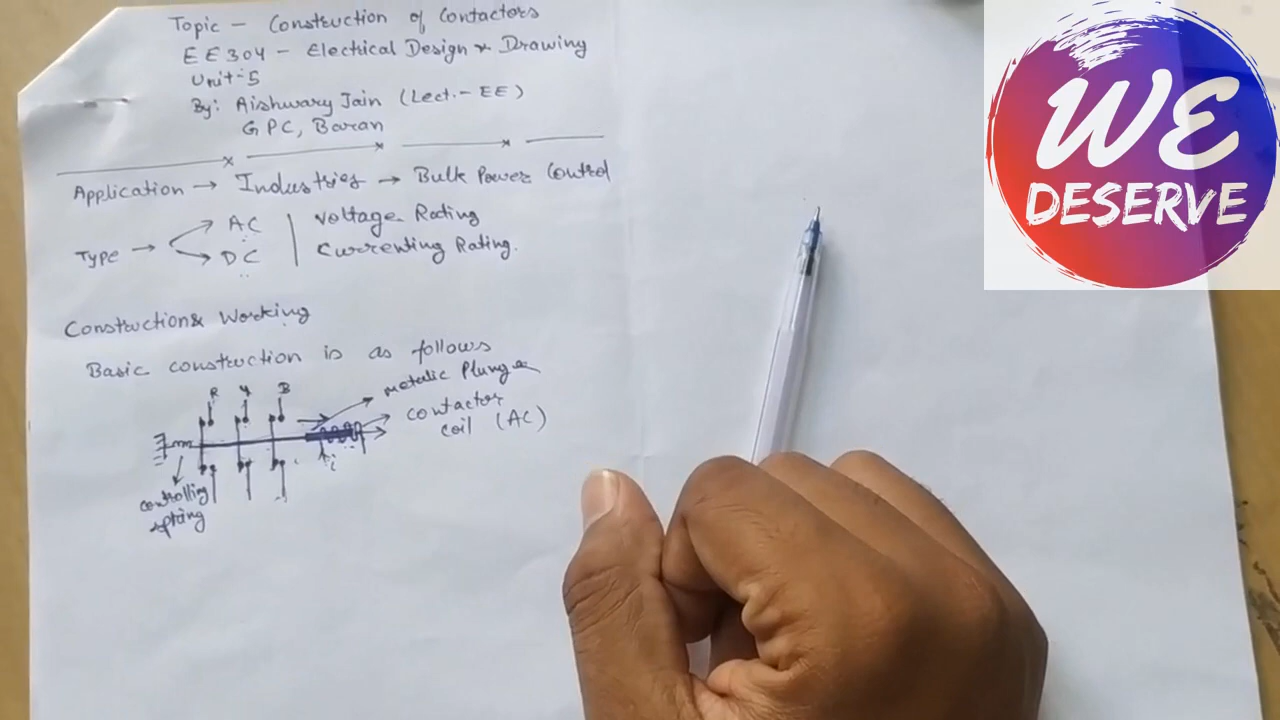 Topic - Construction of Contactors
EE304 - Electrical Design & Drawing
Unit-5
By: Aishwary Jain (Lect.- EE)
GPC, Baran
Application → Industries → Bulk Power Control
Type →
AC
DC
Voltage Rating
Currenting Rating.
Construction & Working
Basic construction is as follows
R Y B
metalic Plunger
contactor
coil (AC)
i
controlling
spring
WE
DESERVE